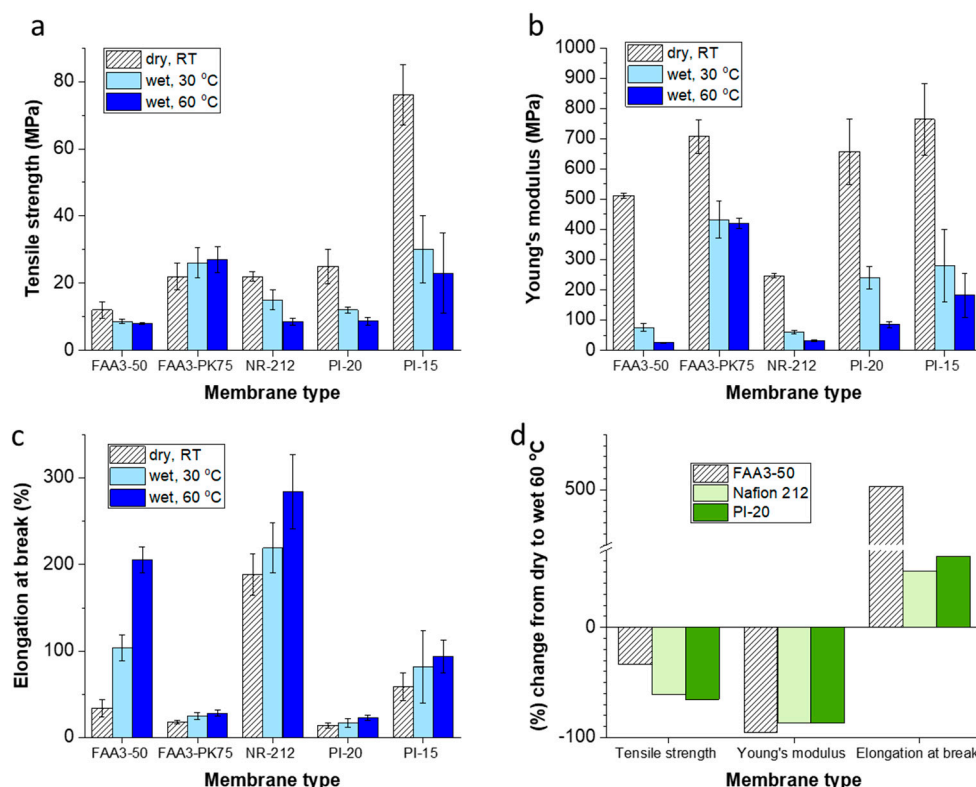 a
dry, RT
wet, 30 °C
wet, 60 °C
Tensile strength (MPa)
80
60
40
20
0
FAA3-50 FAA3-PK75 NR-212 PI-20 PI-15
Membrane type
b
dry, RT
wet, 30 °C
wet, 60 °C
Young's modulus (MPa)
1000
900
800
700
600
500
400
300
200
100
0
FAA3-50 FAA3-PK75 NR-212 PI-20 PI-15
Membrane type
c
dry, RT
wet, 30 °C
wet, 60 °C
Elongation at break (%)
300
200
100
0
FAA3-50 FAA3-PK75 NR-212 PI-20 PI-15
Membrane type
d
FAA3-50
Nafion 212
PI-20
(%) change from dry to wet 60 °C
500
0
-100
Tensile strength Young's modulus Elongation at break
Membrane type